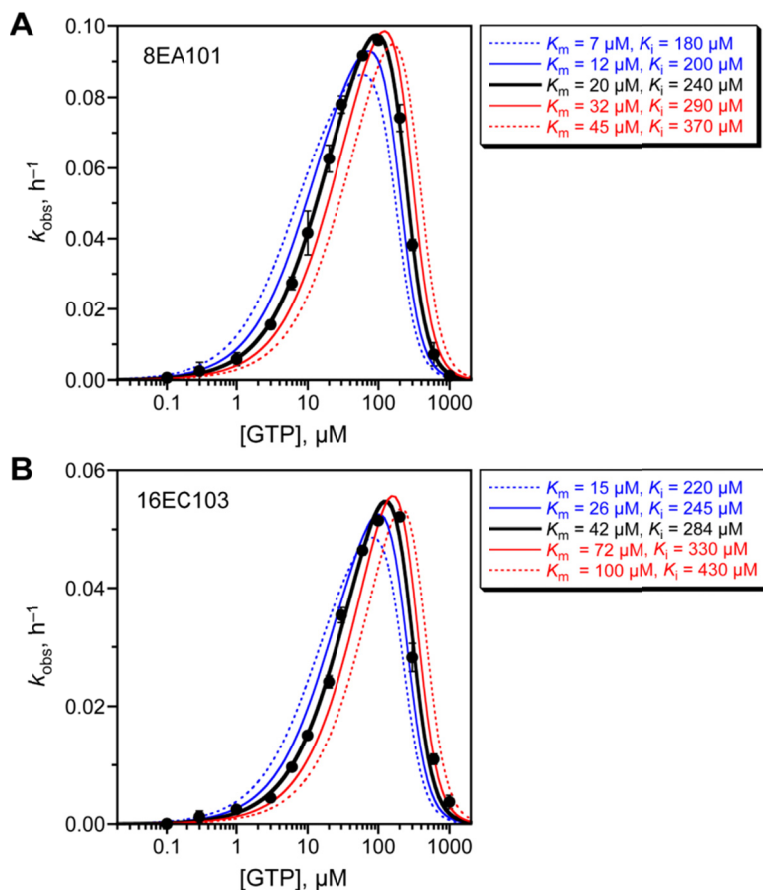 A
8EA101
0.10
0.08
0.06
0.04
0.02
0.00
kobs, h−1
0.1
1
10
100
1000
[GTP], µM
Km = 7 µM, Ki = 180 µM
Km = 12 µM, Ki = 200 µM
Km = 20 µM, Ki = 240 µM
Km = 32 µM, Ki = 290 µM
Km = 45 µM, Ki = 370 µM
B
16EC103
0.06
0.04
0.02
0.00
kobs, h−1
0.1
1
10
100
1000
[GTP], µM
Km = 15 µM, Ki = 220 µM
Km = 26 µM, Ki = 245 µM
Km = 42 µM, Ki = 284 µM
Km = 72 µM, Ki = 330 µM
Km = 100 µM, Ki = 430 µM